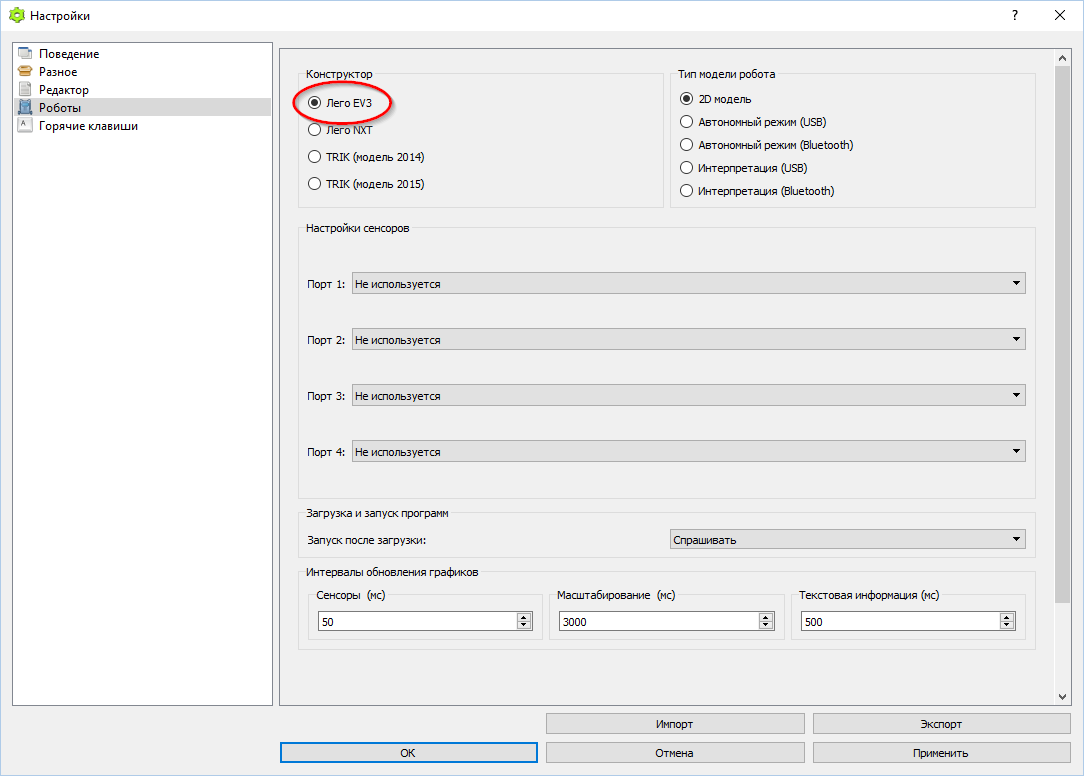 Настройки
?
Поведение
Разное
Редактор
Роботы
A
Горячие клавиши
Конструктор
Лего EV3
Лего NXT
TRIK (модель 2014)
TRIK (модель 2015)
Тип модели робота
2D модель
Автономный режим (USB)
Автономный режим (Bluetooth)
Интерпретация (USB)
Интерпретация (Bluetooth)
Настройки сенсоров
Порт 1: Не используется
Порт 2: Не используется
Порт 3: Не используется
Порт 4: Не используется
Загрузка и запуск программ
Запуск после загрузки: Спрашивать
Интервалы обновления графиков
Сенсоры (мс)
50
Масштабирование (мс)
3000
Текстовая информация (мс)
500
Импорт
Экспорт
ОК
Отмена
Применить